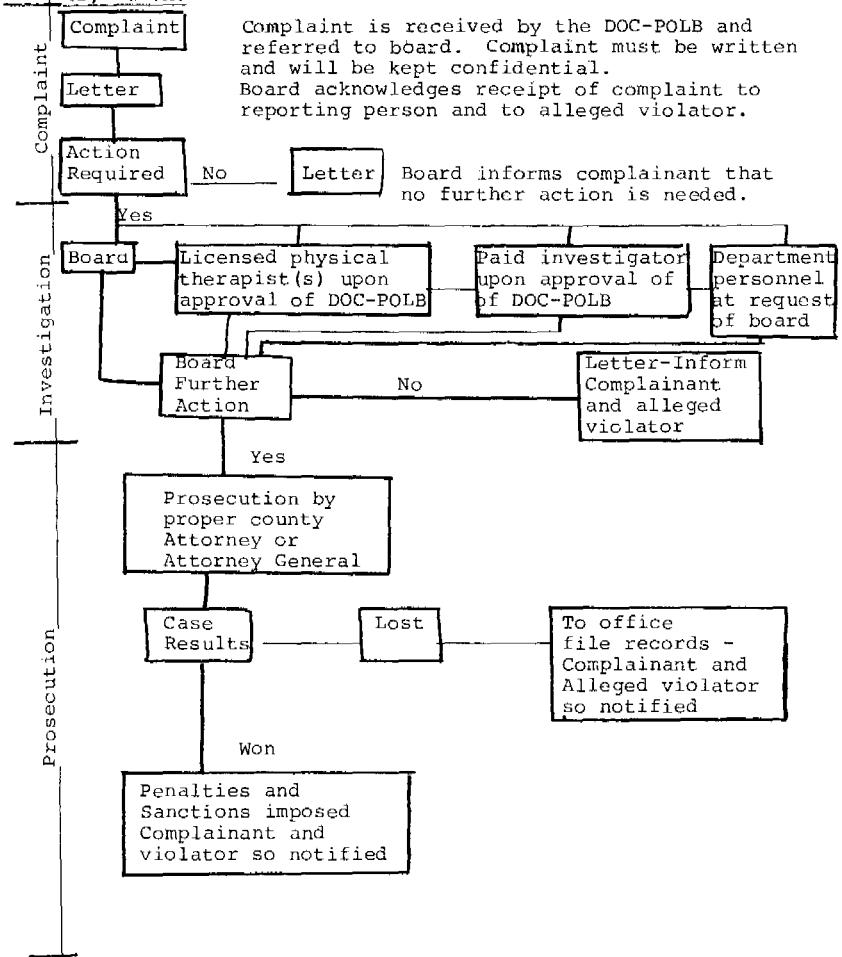 Complaint
Complaint is received by the DOC-POLB and
referred to board. Complaint must be written
and will be kept confidential.
Letter
Board acknowledges receipt of complaint to
reporting person and to alleged violator.
Complaint
Action
Required
No
Letter
Board informs complainant that
no further action is needed.
Yes
Board
Licensed physical
therapist(s) upon
approval of DOC-POLB
Paid investigator
upon approval of
of DOC-POLB
Department
personnel
at request
of board
Investigation
Board
Further
Action
No
Letter-Inform
Complainant
and alleged
violator
Yes
Prosecution by
proper county
Attorney or
Attorney General
Case
Results
Lost
To office
file records -
Complainant and
Alleged violator
so notified
Prosecution
Won
Penalties and
Sanctions imposed
Complainant and
violator so notified